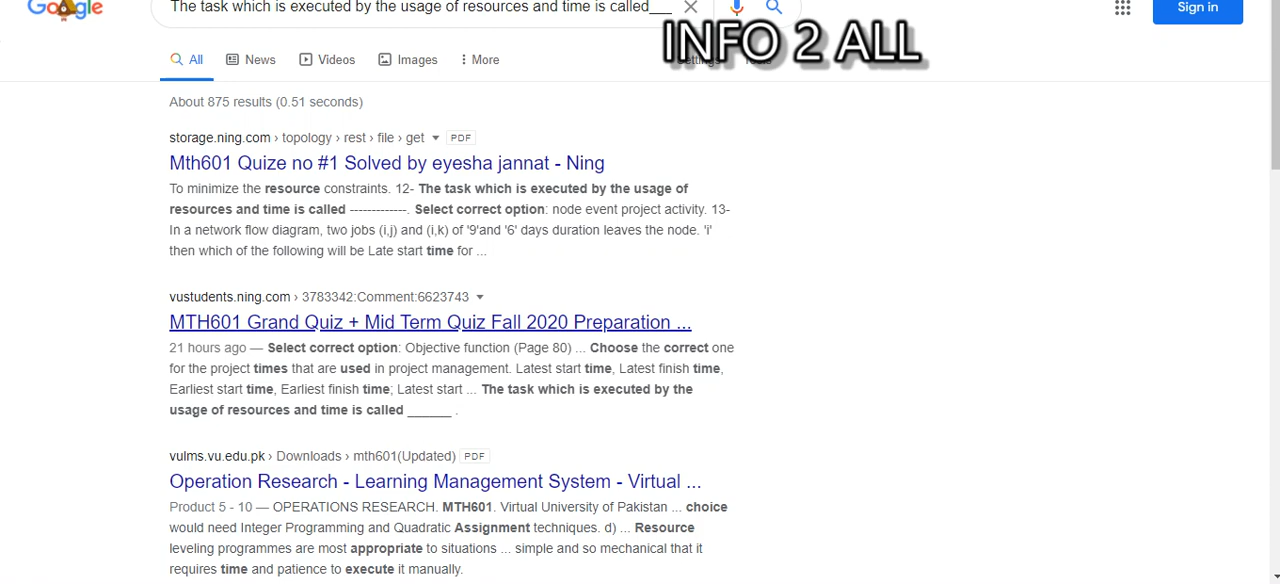 Google
The task which is executed by the usage of resources and time is called___
Sign in
INFO 2 ALL
All News Videos Images More Settings Tools
About 875 results (0.51 seconds)
storage.ning.com › topology › rest › file › get PDF
Mth601 Quize no #1 Solved by eyesha jannat - Ning
To minimize the resource constraints. 12- The task which is executed by the usage of
resources and time is called -------------. Select correct option: node event project activity. 13-
In a network flow diagram, two jobs (i,j) and (i,k) of '9'and '6' days duration leaves the node. 'i'
then which of the following will be Late start time for ...
vustudents.ning.com › 3783342:Comment:6623743
MTH601 Grand Quiz + Mid Term Quiz Fall 2020 Preparation ...
21 hours ago — Select correct option: Objective function (Page 80) ... Choose the correct one
for the project times that are used in project management. Latest start time, Latest finish time,
Earliest start time, Earliest finish time; Latest start ... The task which is executed by the
usage of resources and time is called ______ .
vulms.vu.edu.pk › Downloads › mth601(Updated) PDF
Operation Research - Learning Management System - Virtual ...
Product 5 - 10 — OPERATIONS RESEARCH. MTH601. Virtual University of Pakistan ... choice
would need Integer Programming and Quadratic Assignment techniques. d) ... Resource
leveling programmes are most appropriate to situations ... simple and so mechanical that it
requires time and patience to execute it manually.